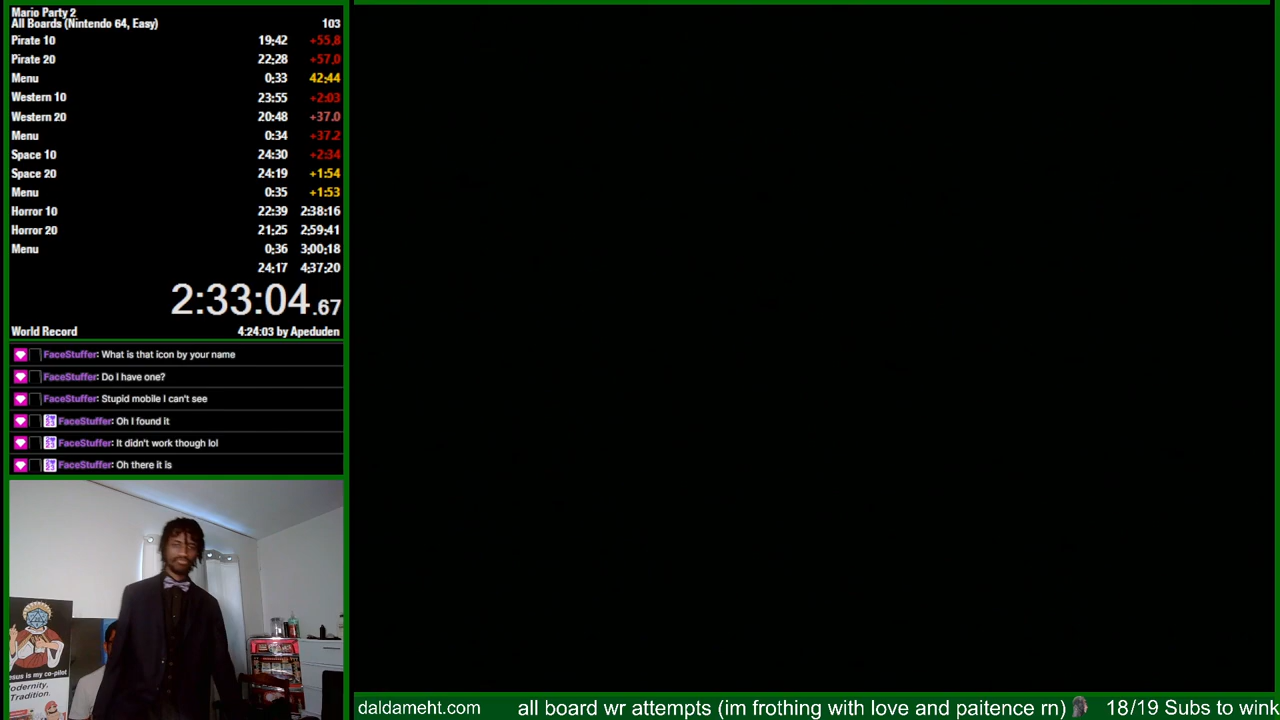 Mario Party 2
All Boards (Nintendo 64, Easy) 103
Pirate 10 19:42 +55.8
Pirate 20 22:28 +57.0
Menu 0:33 42:44
Western 10 23:55 +2:03
Western 20 20:48 +37.0
Menu 0:34 +37.2
Space 10 24:30 +2:34
Space 20 24:19 +1:54
Menu 0:35 +1:53
Horror 10 22:39 2:38:16
Horror 20 21:25 2:59:41
Menu 0:36 3:00:18
24:17 4:37:20
2:33:04.67
World Record 4:24:03 by Apeduden
FaceStuffer: What is that icon by your name
FaceStuffer: Do I have one?
FaceStuffer: Stupid mobile I can't see
FaceStuffer: Oh I found it
FaceStuffer: It didn't work though lol
FaceStuffer: Oh there it is
esus is my co-pilot
odernity,
Tradition.
daldameht.com all board wr attempts (im frothing with love and paitence rn) 18/19 Subs to wink